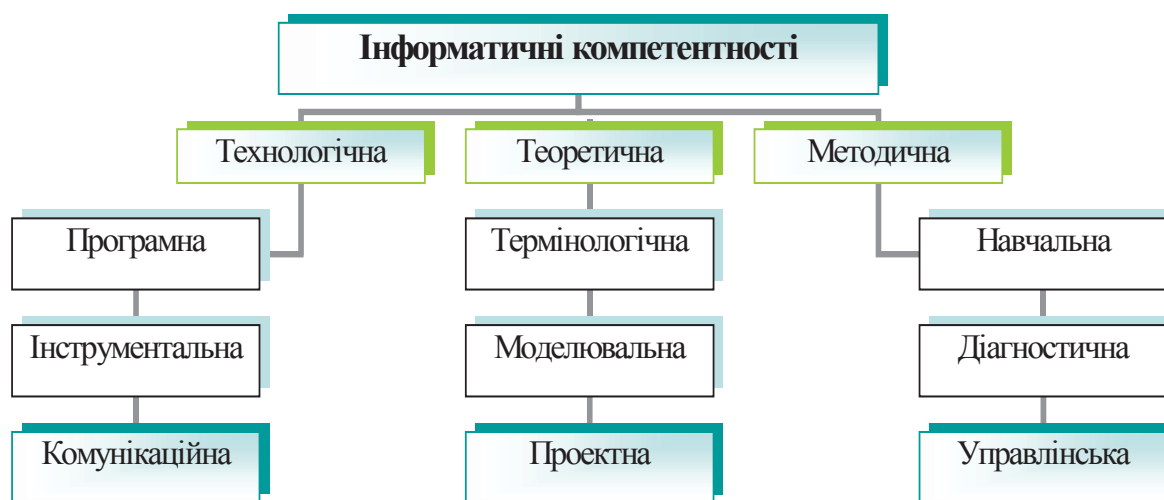 Інформатичні компетентності
Технологічна
Теоретична
Методична
Програмна
Термінологічна
Навчальна
Інструментальна
Моделювальна
Діагностична
Комунікаційна
Проектна
Управлінська